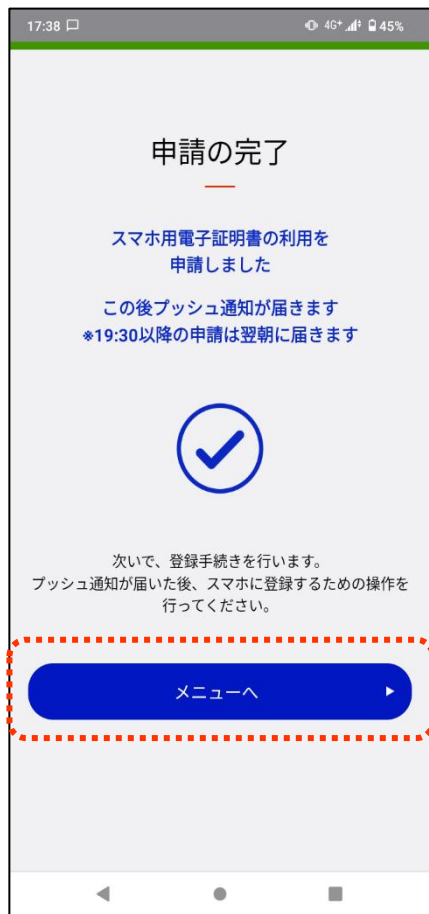 17:38 4G+ 45%
申請の完了
スマホ用電子証明書の利用を
申請しました
この後プッシュ通知が届きます
※19:30以降の申請は翌朝に届きます
次いで、登録手続きを行います。
プッシュ通知が届いた後、スマホに登録するための操作を
行ってください。
メニューへ